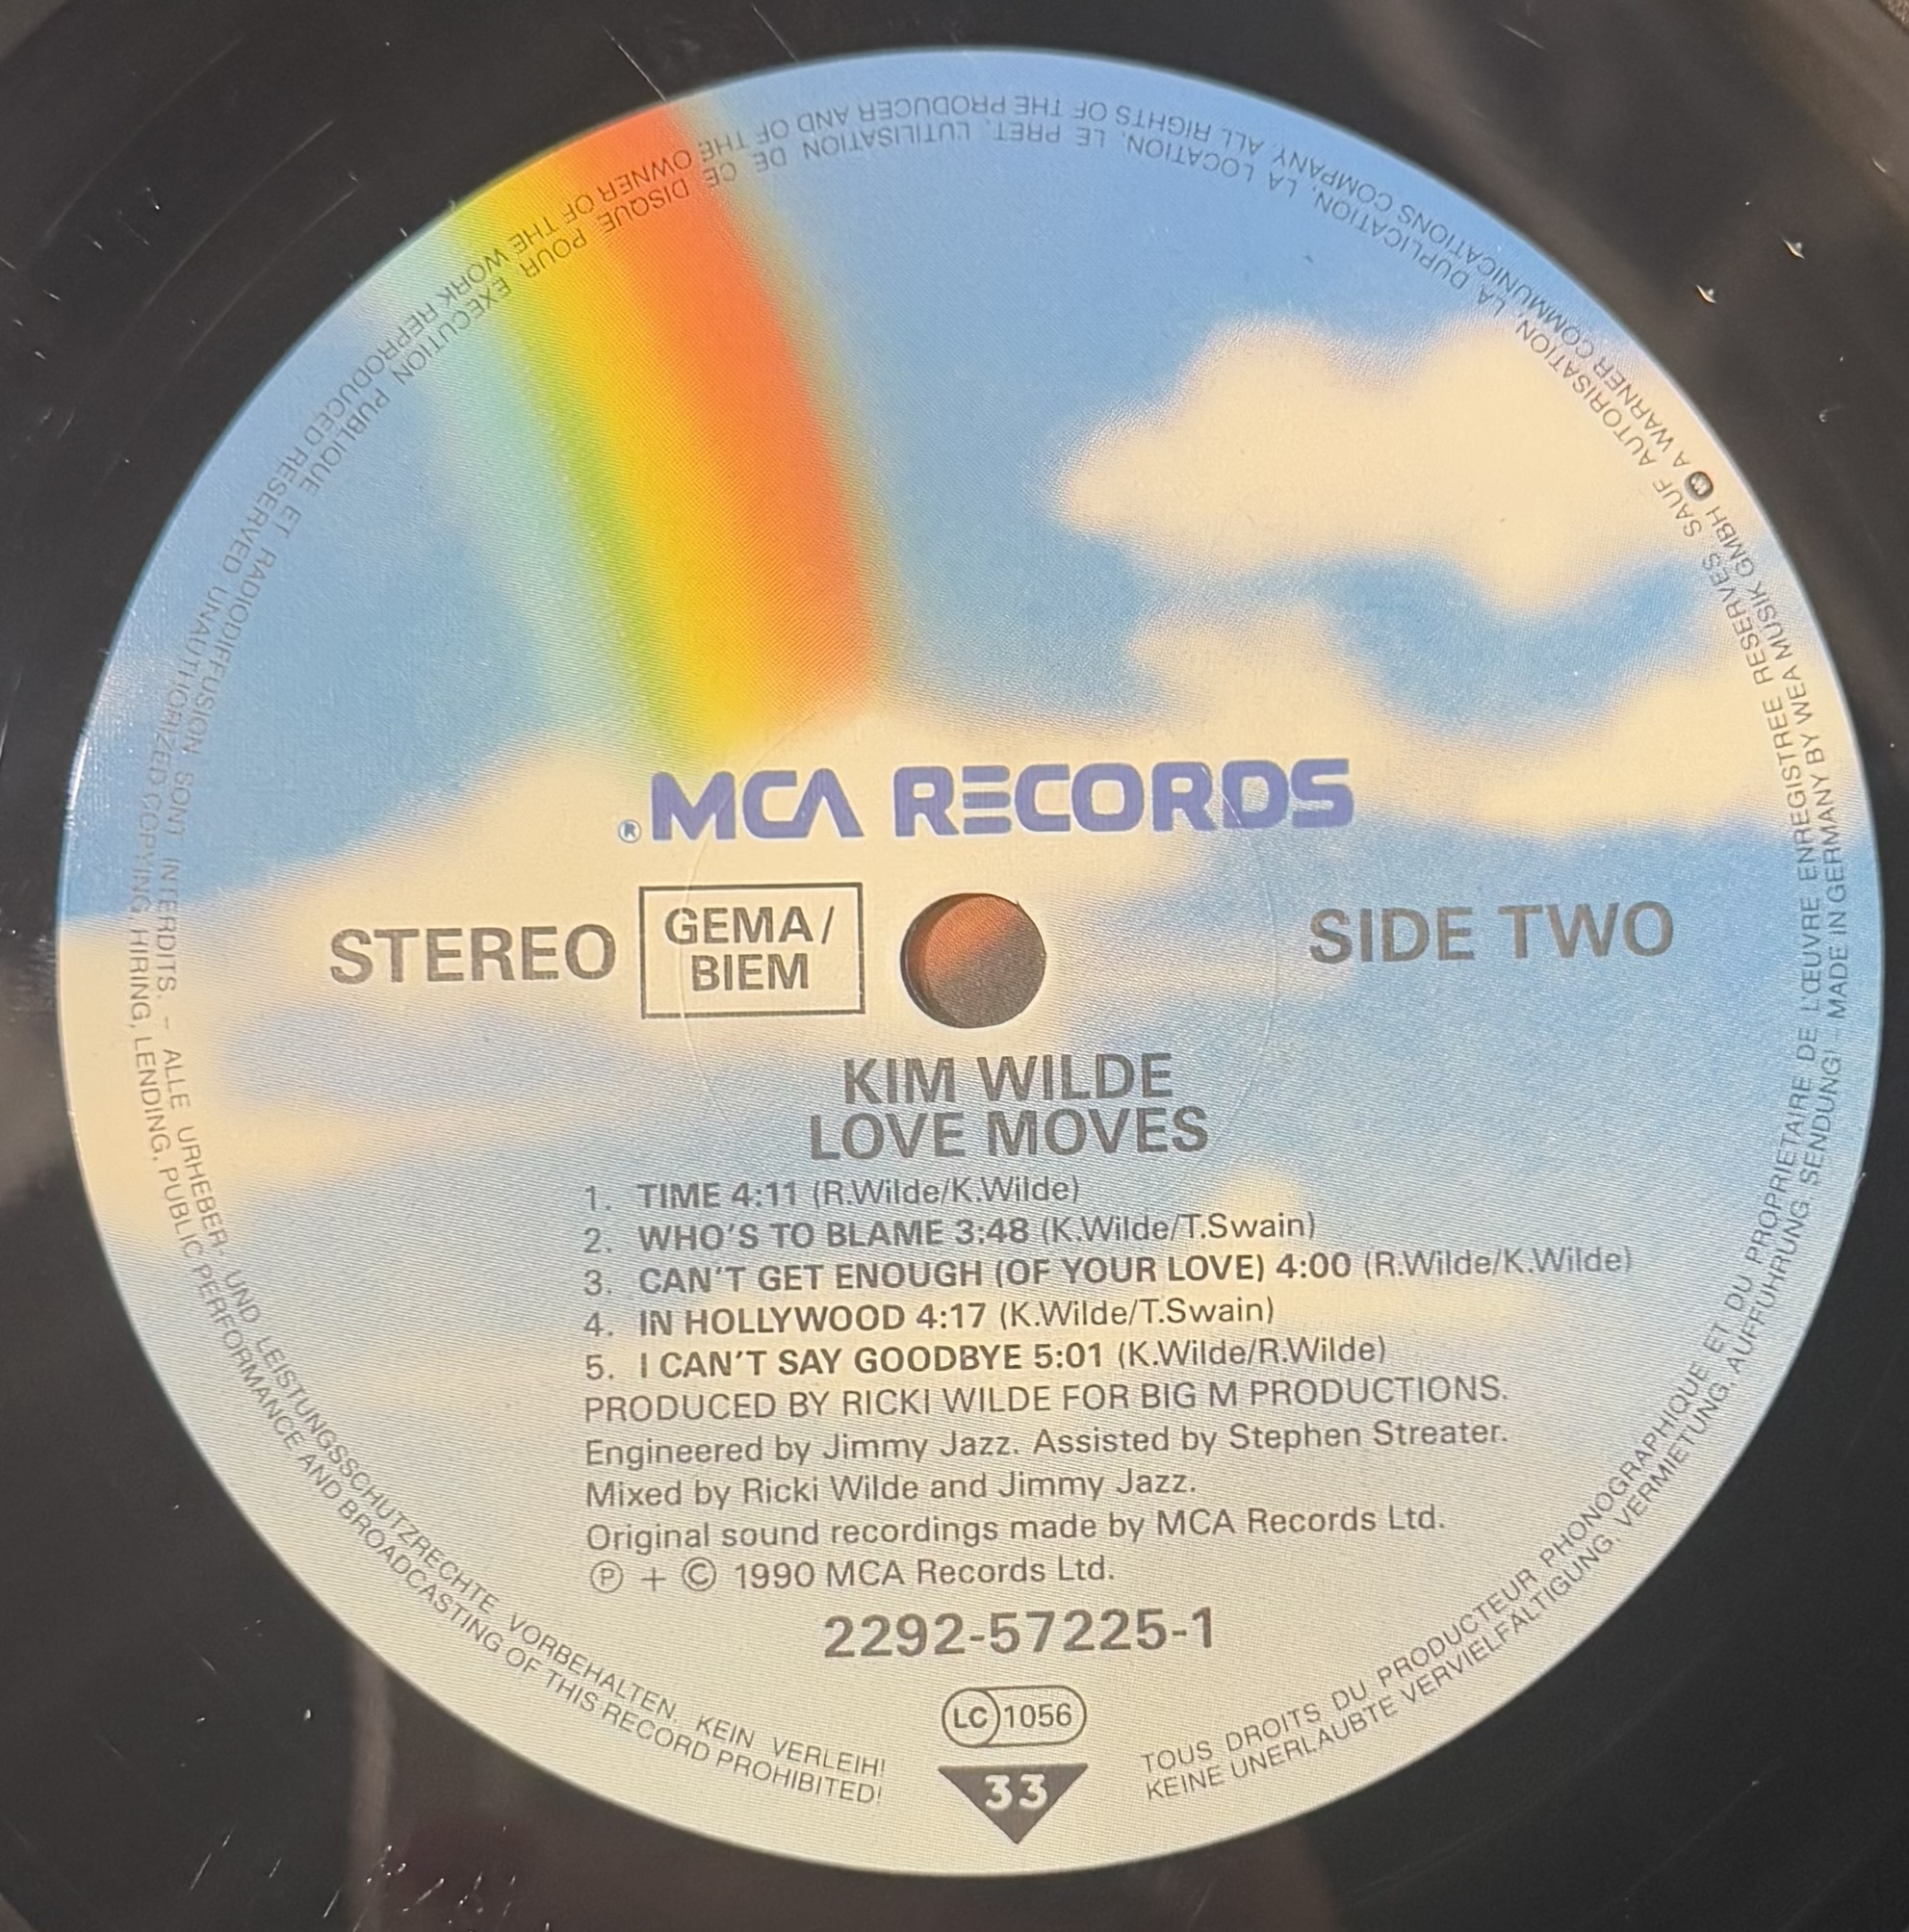 ® MCA RECORDS
STEREO
GEMA/
BIEM
SIDE TWO
KIM WILDE
LOVE MOVES
1. TIME 4:11 (R.Wilde/K.Wilde)
2. WHO'S TO BLAME 3:48 (K.Wilde/T.Swain)
3. CAN'T GET ENOUGH (OF YOUR LOVE) 4:00 (R.Wilde/K.Wilde)
4. IN HOLLYWOOD 4:17 (K.Wilde/T.Swain)
5. I CAN'T SAY GOODBYE 5:01 (K.Wilde/R.Wilde)
PRODUCED BY RICKI WILDE FOR BIG M PRODUCTIONS.
Engineered by Jimmy Jazz. Assisted by Stephen Streater.
Mixed by Ricki Wilde and Jimmy Jazz.
Original sound recordings made by MCA Records Ltd.
Ⓟ + © 1990 MCA Records Ltd.
2292-57225-1
LC 1056
33
TOUS DROITS DU PRODUCTEUR PHONOGRAPHIQUE ET DU PROPRIETAIRE DE L'ŒUVRE ENREGISTREE RESERVES. SAUF AUTORISATION, LA DUPLICATION, LA LOCATION, LE PRET, L'UTILISATION DE CE DISQUE POUR EXECUTION PUBLIQUE ET RADIODIFFUSION SONT INTERDITS. – ALLE URHEBER- UND LEISTUNGSSCHUTZRECHTE VORBEHALTEN. KEIN VERLEIH!
KEINE UNERLAUBTE VERVIELFÄLTIGUNG, VERMIETUNG, AUFFÜHRUNG, SENDUNG! – MADE IN GERMANY BY WEA MUSIK GMBH A WARNER COMMUNICATIONS COMPANY. ALL RIGHTS OF THE PRODUCER AND OF THE OWNER OF THE WORK REPRODUCED RESERVED UNAUTHORIZED COPYING, HIRING, LENDING, PUBLIC PERFORMANCE AND BROADCASTING OF THIS RECORD PROHIBITED!